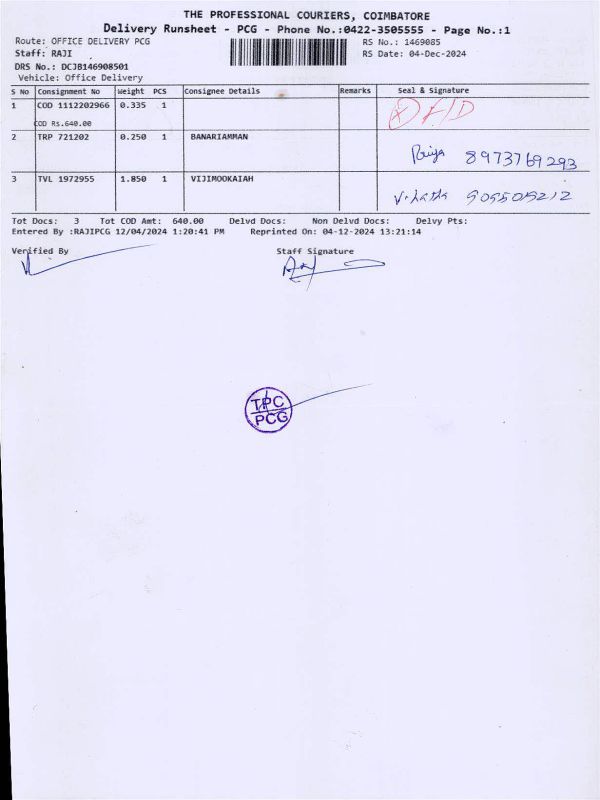 THE PROFESSIONAL COURIERS, COIMBATORE
Delivery Runsheet - PCG - Phone No.:0422-3505555 - Page No.:1
Route: OFFICE DELIVERY PCG RS No.: 1469085
Staff: RAJI RS Date: 04-Dec-2024
DRS No.: DCJB146908501
Vehicle: Office Delivery
S No Consignment No Weight PCS Consignee Details Remarks Seal & Signature
1 COD 1112202966 0.335 1
COD Rs.640.00
2 TRP 721202 0.250 1 BANARIAMMAN
Priya 8973769293
3 TVL 1972955 1.850 1 VIJIMOOKAIAH
Tot Docs: 3 Tot COD Amt: 640.00 Delvd Docs: Non Delvd Docs: Delvy Pts:
Entered By :RAJIPCG 12/04/2024 1:20:41 PM Reprinted On: 04-12-2024 13:21:14
Verified By Staff Signature
TPC
PCG